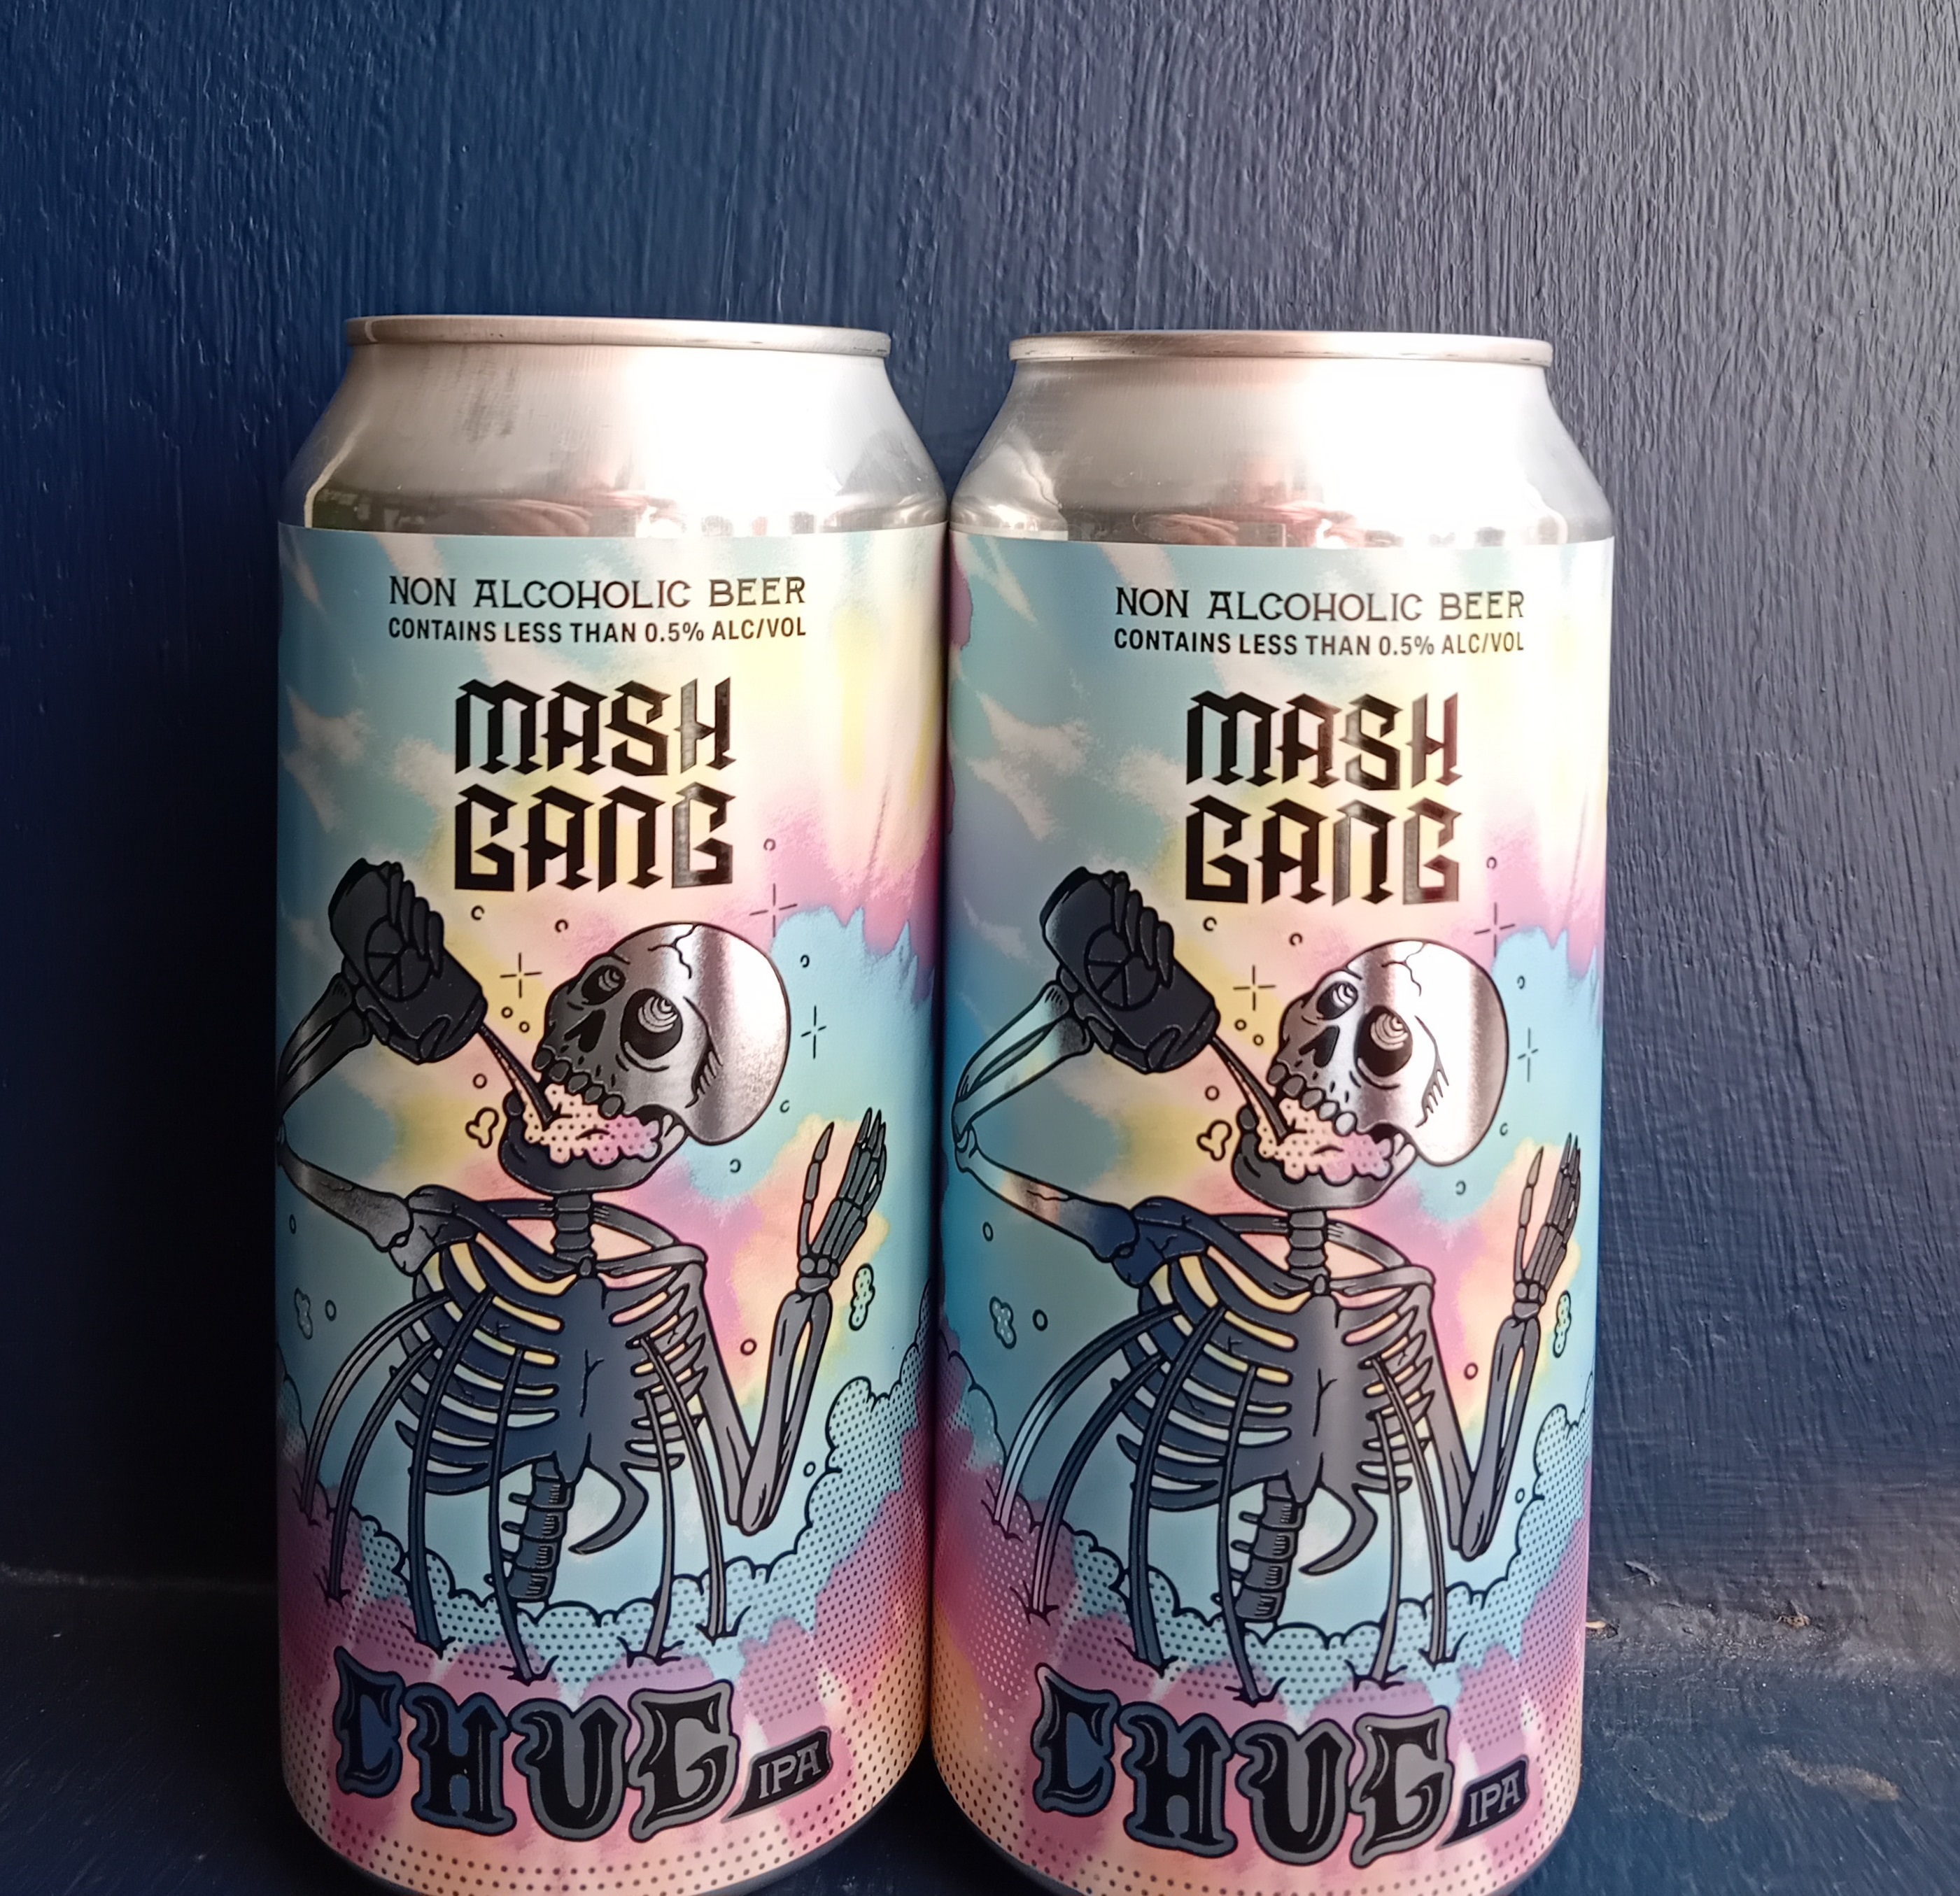 NON ALCOHOLIC BEER
CONTAINS LESS THAN 0.5% ALC/VOL
MASH
GANG
CHUG IPA
NON ALCOHOLIC BEER
CONTAINS LESS THAN 0.5% ALC/VOL
MASH
GANG
CHUG IPA